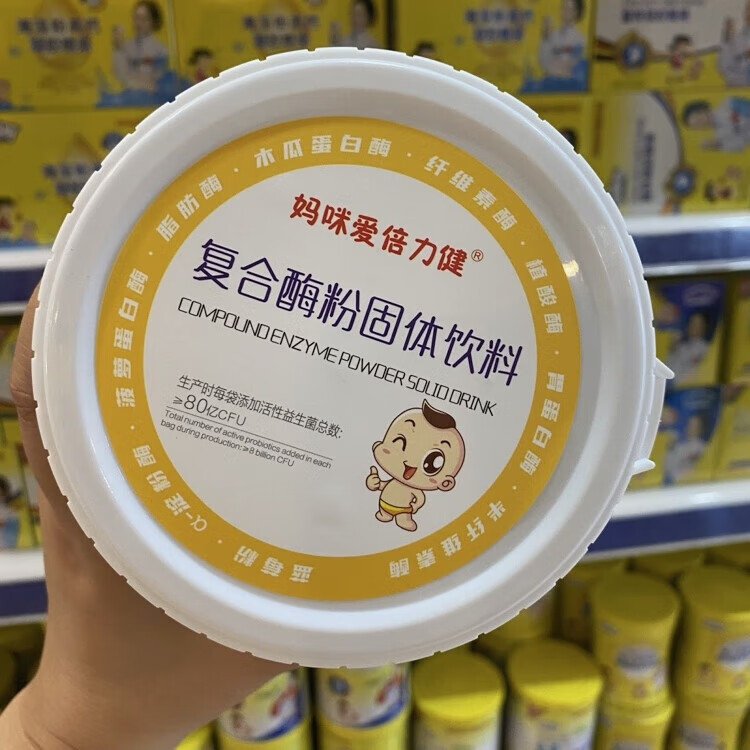 木瓜蛋白酶 · 纤维素酶 · 植酸酶 · 胃蛋白酶 · 半纤维素酶
蓝莓粉 · α-淀粉酶 · 菠萝蛋白酶 · 脂肪酶 ·
妈咪爱倍力健®
复合酶粉固体饮料
COMPOUND ENZYME POWDER SOLID DRINK
生产时每袋添加活性益生菌总数:
≥80亿CFU
Total number of active probiotics added in each
bag during production:≥8 billion CFU